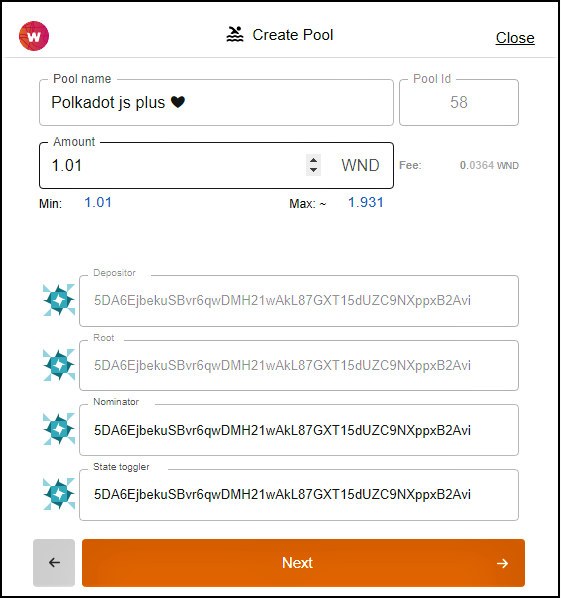 W
Create Pool
Close
Pool name
Polkadot js plus 🖤
Pool Id
58
Amount
1.01
WND
Fee: 0.0364 WND
Min: 1.01
Max: ~ 1.931
Depositor
5DA6EjbekuSBvr6qwDMH21wAkL87GXT15dUZC9NXppxB2Avi
Root
5DA6EjbekuSBvr6qwDMH21wAkL87GXT15dUZC9NXppxB2Avi
Nominator
5DA6EjbekuSBvr6qwDMH21wAkL87GXT15dUZC9NXppxB2Avi
State toggler
5DA6EjbekuSBvr6qwDMH21wAkL87GXT15dUZC9NXppxB2Avi
← Next →